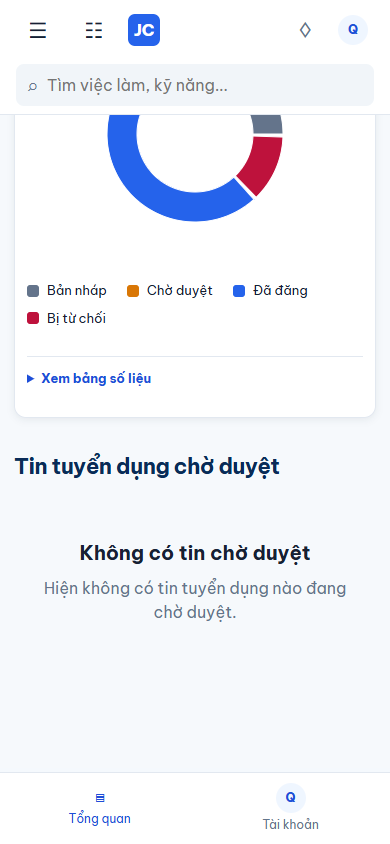 JC
Q
Tìm việc làm, kỹ năng...
Bản nháp
Chờ duyệt
Đã đăng
Bị từ chối
Xem bảng số liệu
Tin tuyển dụng chờ duyệt
Không có tin chờ duyệt
Hiện không có tin tuyển dụng nào đang
chờ duyệt.
Tổng quan
Q
Tài khoản